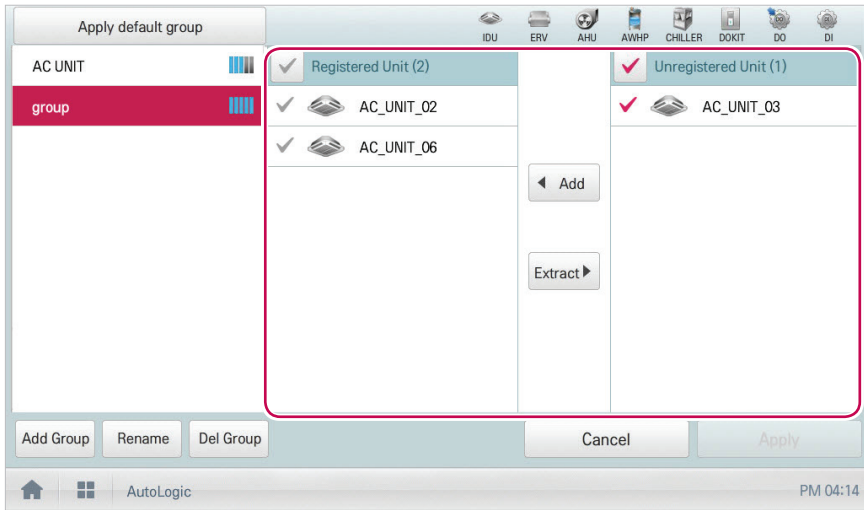 Apply default group
IDU ERV AHU AWHP CHILLER DOKIT DO DI
AC UNIT
group
Registered Unit (2)
AC_UNIT_02
AC_UNIT_06
Add
Extract
Unregistered Unit (1)
AC_UNIT_03
Add Group Rename Del Group Cancel Apply
AutoLogic PM 04:14